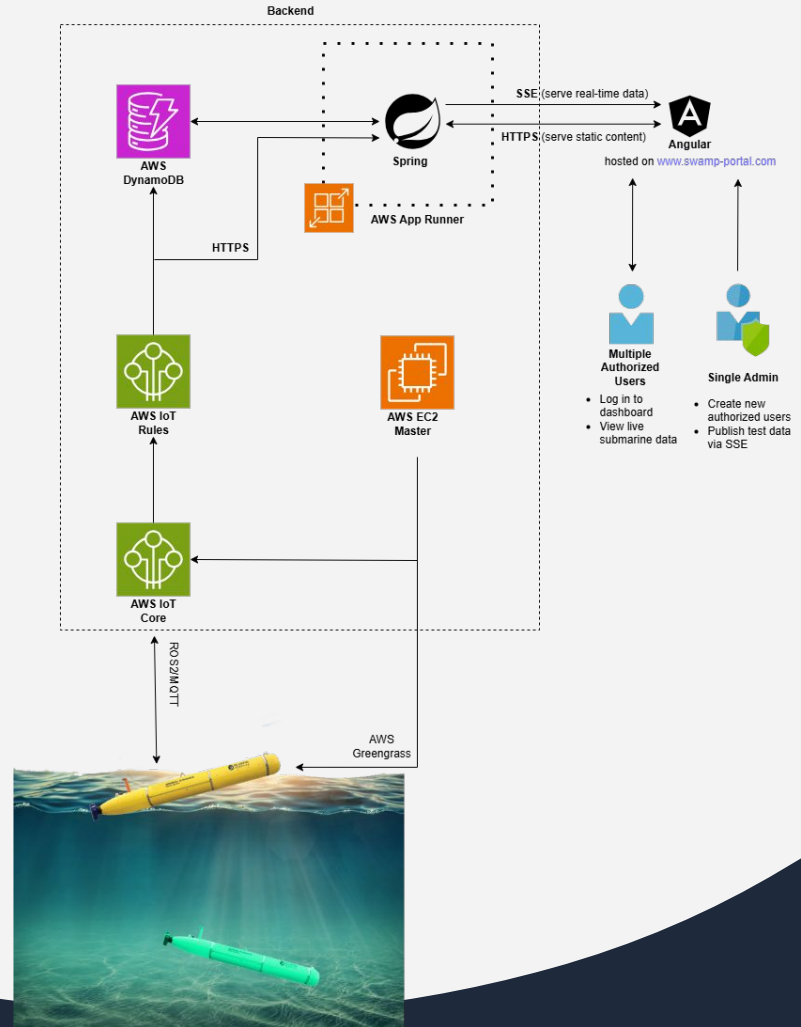 Backend
AWS
DynamoDB
Spring
SSE (serve real-time data)
HTTPS (serve static content)
Angular
hosted on www.swamp-portal.com
AWS App Runner
HTTPS
AWS IoT
Rules
AWS EC2
Master
Multiple
Authorized
Users
• Log in to
dashboard
• View live
submarine data
Single Admin
• Create new
authorized users
• Publish test data
via SSE
AWS IoT
Core
ROS2/MQTT
AWS
Greengrass